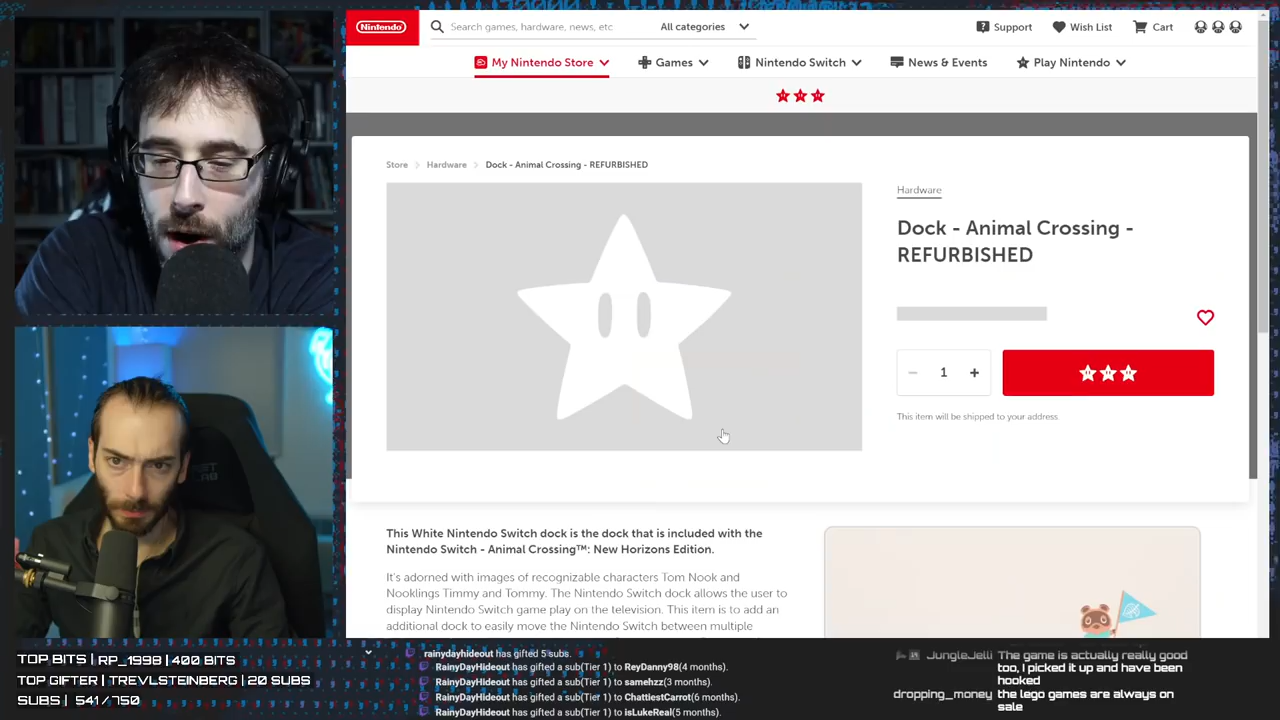 Nintendo
Search games, hardware, news, etc
All categories
Support
Wish List
Cart
My Nintendo Store
Games
Nintendo Switch
News & Events
Play Nintendo
Store
Hardware
Dock - Animal Crossing - REFURBISHED
Hardware
Dock - Animal Crossing -
REFURBISHED
1
This item will be shipped to your address.
This White Nintendo Switch dock is the dock that is included with the
Nintendo Switch - Animal Crossing™: New Horizons Edition.
It's adorned with images of recognizable characters Tom Nook and
Nooklings Timmy and Tommy. The Nintendo Switch dock allows the user to
display Nintendo Switch game play on the television. This item is to add an
additional dock to easily move the Nintendo Switch between multiple
TOP BITS | RP_1998 | 400 BITS
TOP GIFTER | TREVLSTEINBERG | 20 SUBS
SUBS | 541/750
rainydayhideout has gifted 5 subs.
RainyDayHideout has gifted a sub(Tier 1) to ReyDanny98(4 months).
RainyDayHideout has gifted a sub(Tier 1) to samehzz(3 months).
RainyDayHideout has gifted a sub(Tier 1) to ChattiestCarrot(6 months).
RainyDayHideout has gifted a sub(Tier 1) to isLukeReal(5 months).
JungleJelli The game is actually really good
too, I picked it up and have been
hooked
dropping_money the lego games are always on
sale